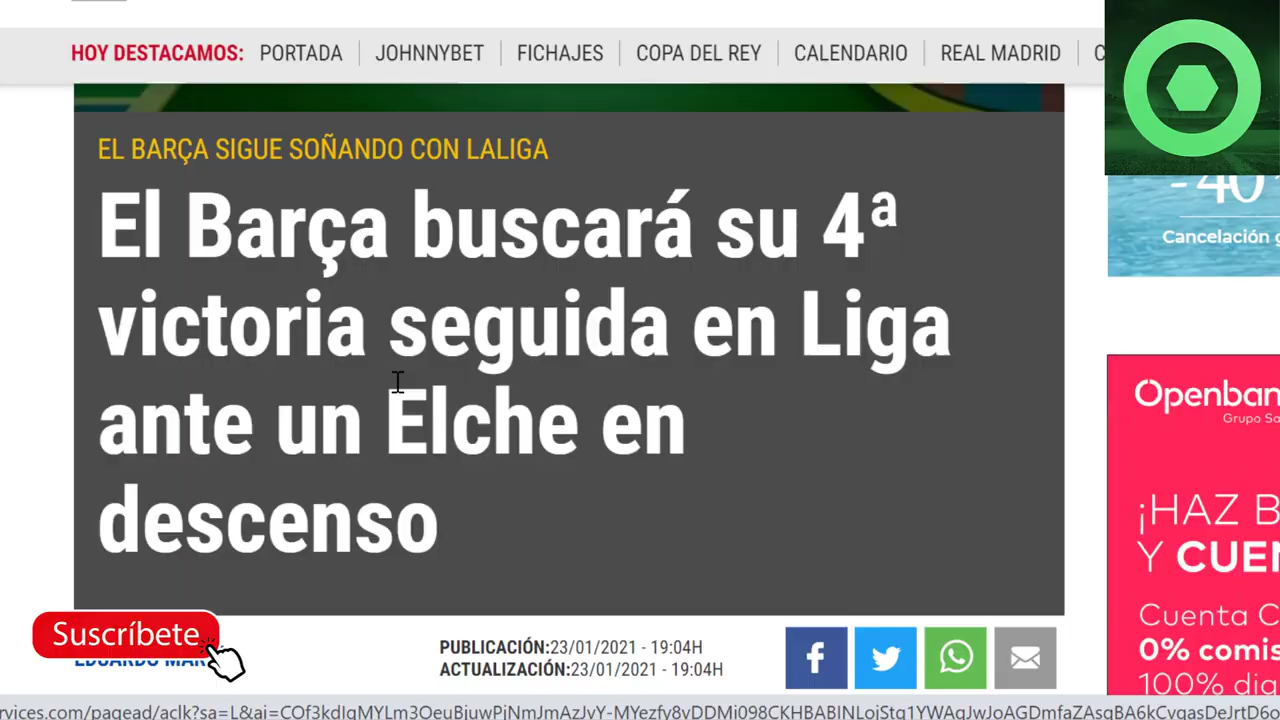 HOY DESTACAMOS: PORTADA JOHNNYBET FICHAJES COPA DEL REY CALENDARIO REAL MADRID
EL BARÇA SIGUE SOÑANDO CON LALIGA
El Barça buscará su 4ª
victoria seguida en Liga
ante un Elche en
descenso
Suscríbete
EDUARDO
PUBLICACIÓN:23/01/2021 - 19:04H
ACTUALIZACIÓN:23/01/2021 - 19:04H
-40
Cancelación
Openban
Grupo
¡HAZ B
Y CUEN
Cuenta C
0% comis
100% dig